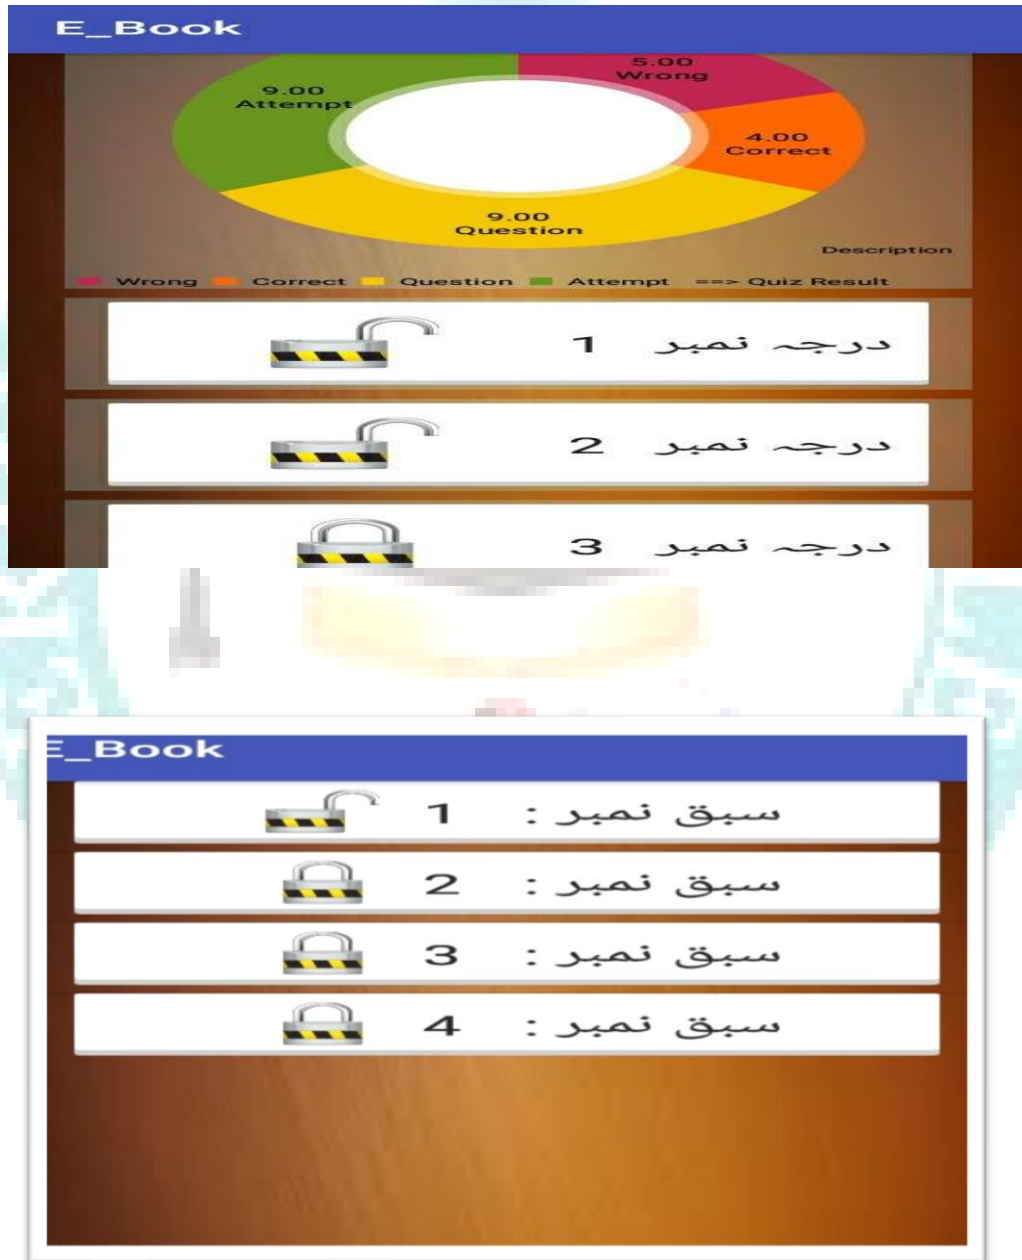 E_Book
5.00
Wrong
9.00
Attempt
4.00
Correct
9.00
Question
Description
Wrong Correct Question Attempt ==> Quiz Result
درجہ نمبر 1
درجہ نمبر 2
درجہ نمبر 3
E_Book
سبق نمبر : 1
سبق نمبر : 2
سبق نمبر : 3
سبق نمبر : 4